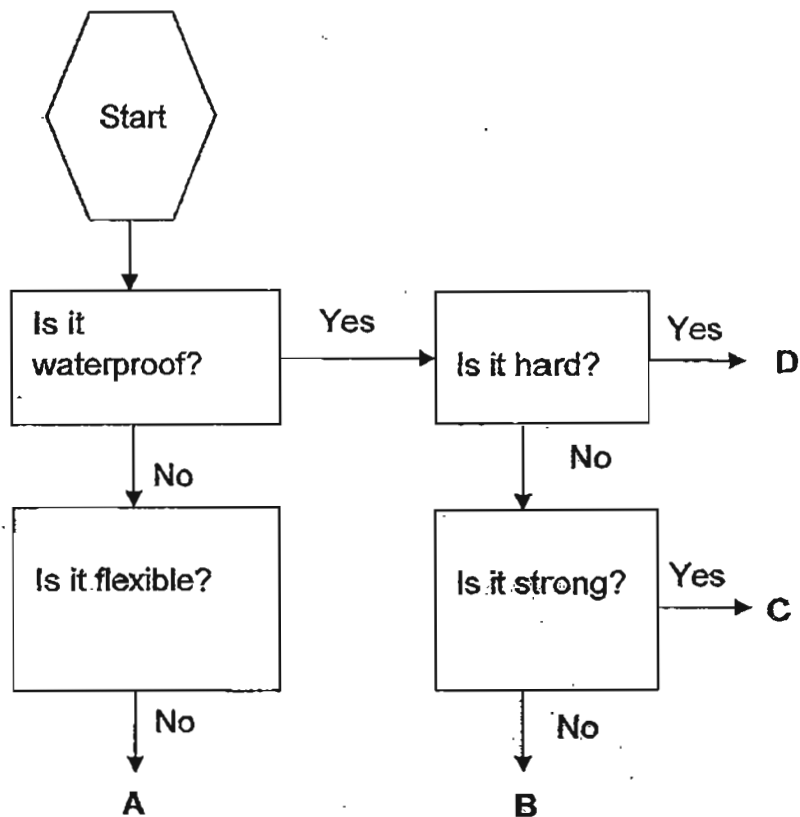 Start
Is it
waterproof?
Yes
Is it hard?
Yes
D
No
No
Is it flexible?
Is it strong?
Yes
C
No
No
A
B